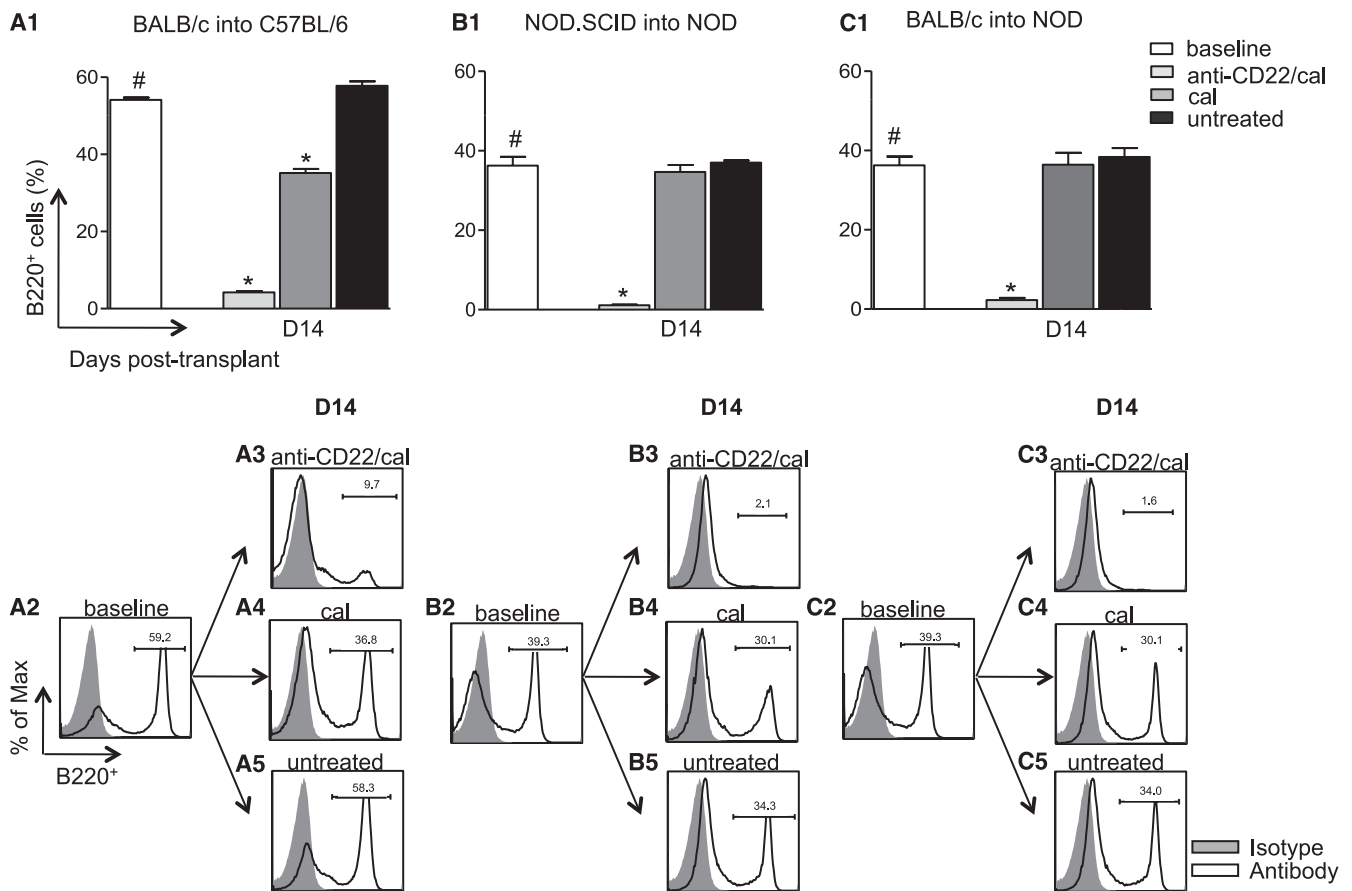 A1 BALB/c into C57BL/6
B1 NOD.SCID into NOD
C1 BALB/c into NOD
baseline
anti-CD22/cal
cal
untreated
B220+ cells (%)
60
40
20
0
#
*
*
D14
Days post-transplant
60
40
20
0
#
*
D14
60
40
20
0
#
*
D14
D14
D14
D14
A3 anti-CD22/cal
9.7
B3 anti-CD22/cal
2.1
C3 anti-CD22/cal
1.6
A2 baseline
59.2
A4 cal
36.8
B2 baseline
39.3
B4 cal
30.1
C2 baseline
39.3
C4 cal
30.1
% of Max
B220+
A5 untreated
58.3
B5 untreated
34.3
C5 untreated
34.0
Isotype
Antibody